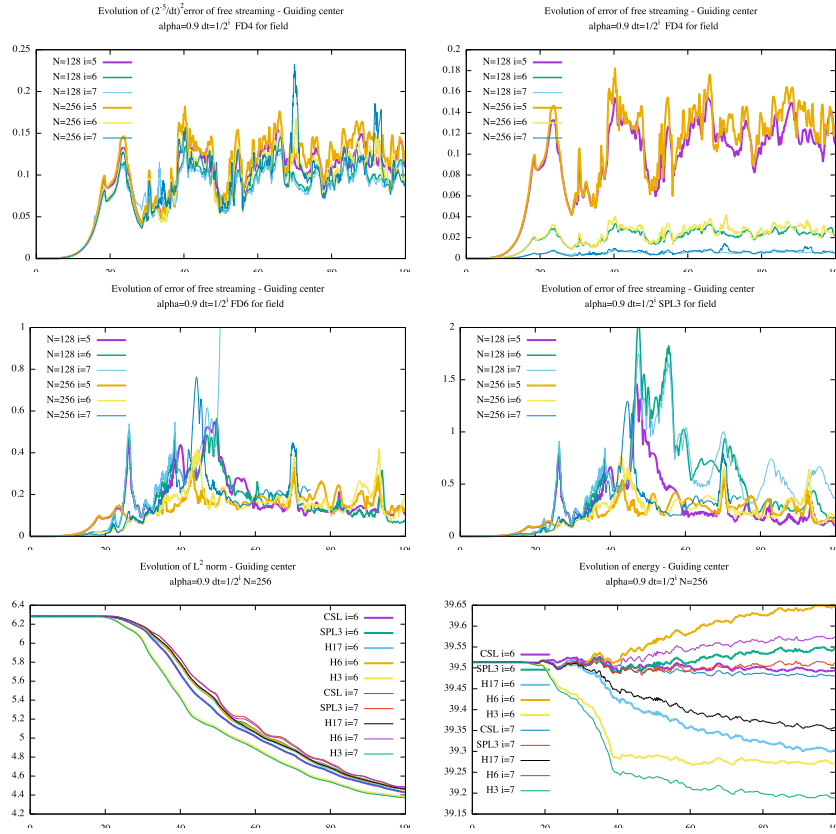 Evolution of (2^-5/dt)^2 error of free streaming - Guiding center
alpha=0.9 dt=1/2^i FD4 for field
0.25
0.2
0.15
0.1
0.05
0
0 20 40 60 80 100
N=128 i=5
N=128 i=6
N=128 i=7
N=256 i=5
N=256 i=6
N=256 i=7
Evolution of error of free streaming - Guiding center
alpha=0.9 dt=1/2^i FD4 for field
0.2
0.18
0.16
0.14
0.12
0.1
0.08
0.06
0.04
0.02
0
0 20 40 60 80 100
N=128 i=5
N=128 i=6
N=128 i=7
N=256 i=5
N=256 i=6
N=256 i=7
Evolution of error of free streaming - Guiding center
alpha=0.9 dt=1/2^i FD6 for field
1
0.8
0.6
0.4
0.2
0
0 20 40 60 80 100
N=128 i=5
N=128 i=6
N=128 i=7
N=256 i=5
N=256 i=6
N=256 i=7
Evolution of error of free streaming - Guiding center
alpha=0.9 dt=1/2^i SPL3 for field
2
1.5
1
0.5
0
0 20 40 60 80 100
N=128 i=5
N=128 i=6
N=128 i=7
N=256 i=5
N=256 i=6
N=256 i=7
Evolution of L^2 norm - Guiding center
alpha=0.9 dt=1/2^i N=256
6.4
6.2
6
5.8
5.6
5.4
5.2
5
4.8
4.6
4.4
4.2
0 20 40 60 80 100
CSL i=6
SPL3 i=6
H17 i=6
H6 i=6
H3 i=6
CSL i=7
SPL3 i=7
H17 i=7
H6 i=7
H3 i=7
Evolution of energy - Guiding center
alpha=0.9 dt=1/2^i N=256
39.65
39.6
39.55
39.5
39.45
39.4
39.35
39.3
39.25
39.2
39.15
0 20 40 60 80 100
CSL i=6
SPL3 i=6
H17 i=6
H6 i=6
H3 i=6
CSL i=7
SPL3 i=7
H17 i=7
H6 i=7
H3 i=7